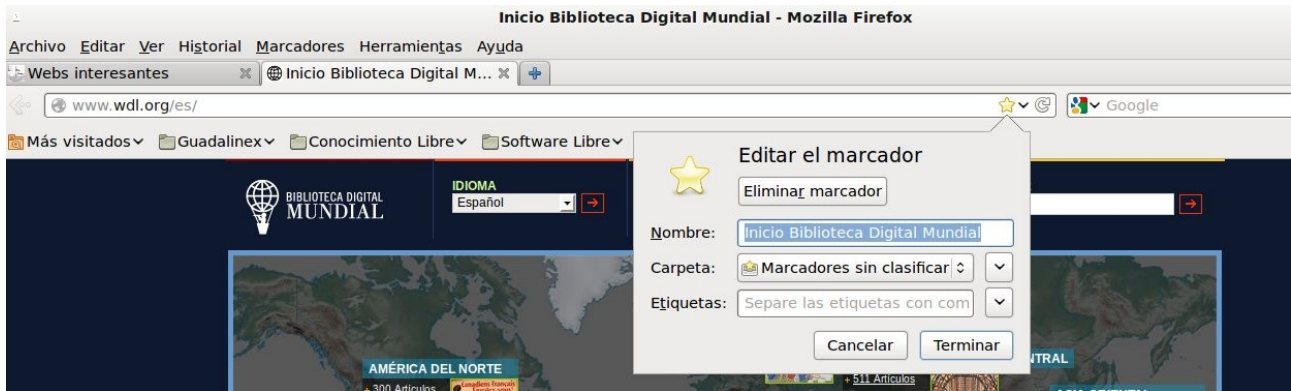 Inicio Biblioteca Digital Mundial - Mozilla Firefox
Archivo Editar Ver Historial Marcadores Herramientas Ayuda
Webs interesantes
Inicio Biblioteca Digital M...
www.wdl.org/es/
Google
Más visitados
Guadalinex
Conocimiento Libre
Software Libre
Editar el marcador
Eliminar marcador
Nombre: Inicio Biblioteca Digital Mundial
Carpeta: Marcadores sin clasificar
Etiquetas: Separe las etiquetas con com
Cancelar Terminar
BIBLIOTECA DIGITAL
MUNDIAL
IDIOMA
Español
AMÉRICA DEL NORTE
+ 300 Articulos
+ 511 Articulos